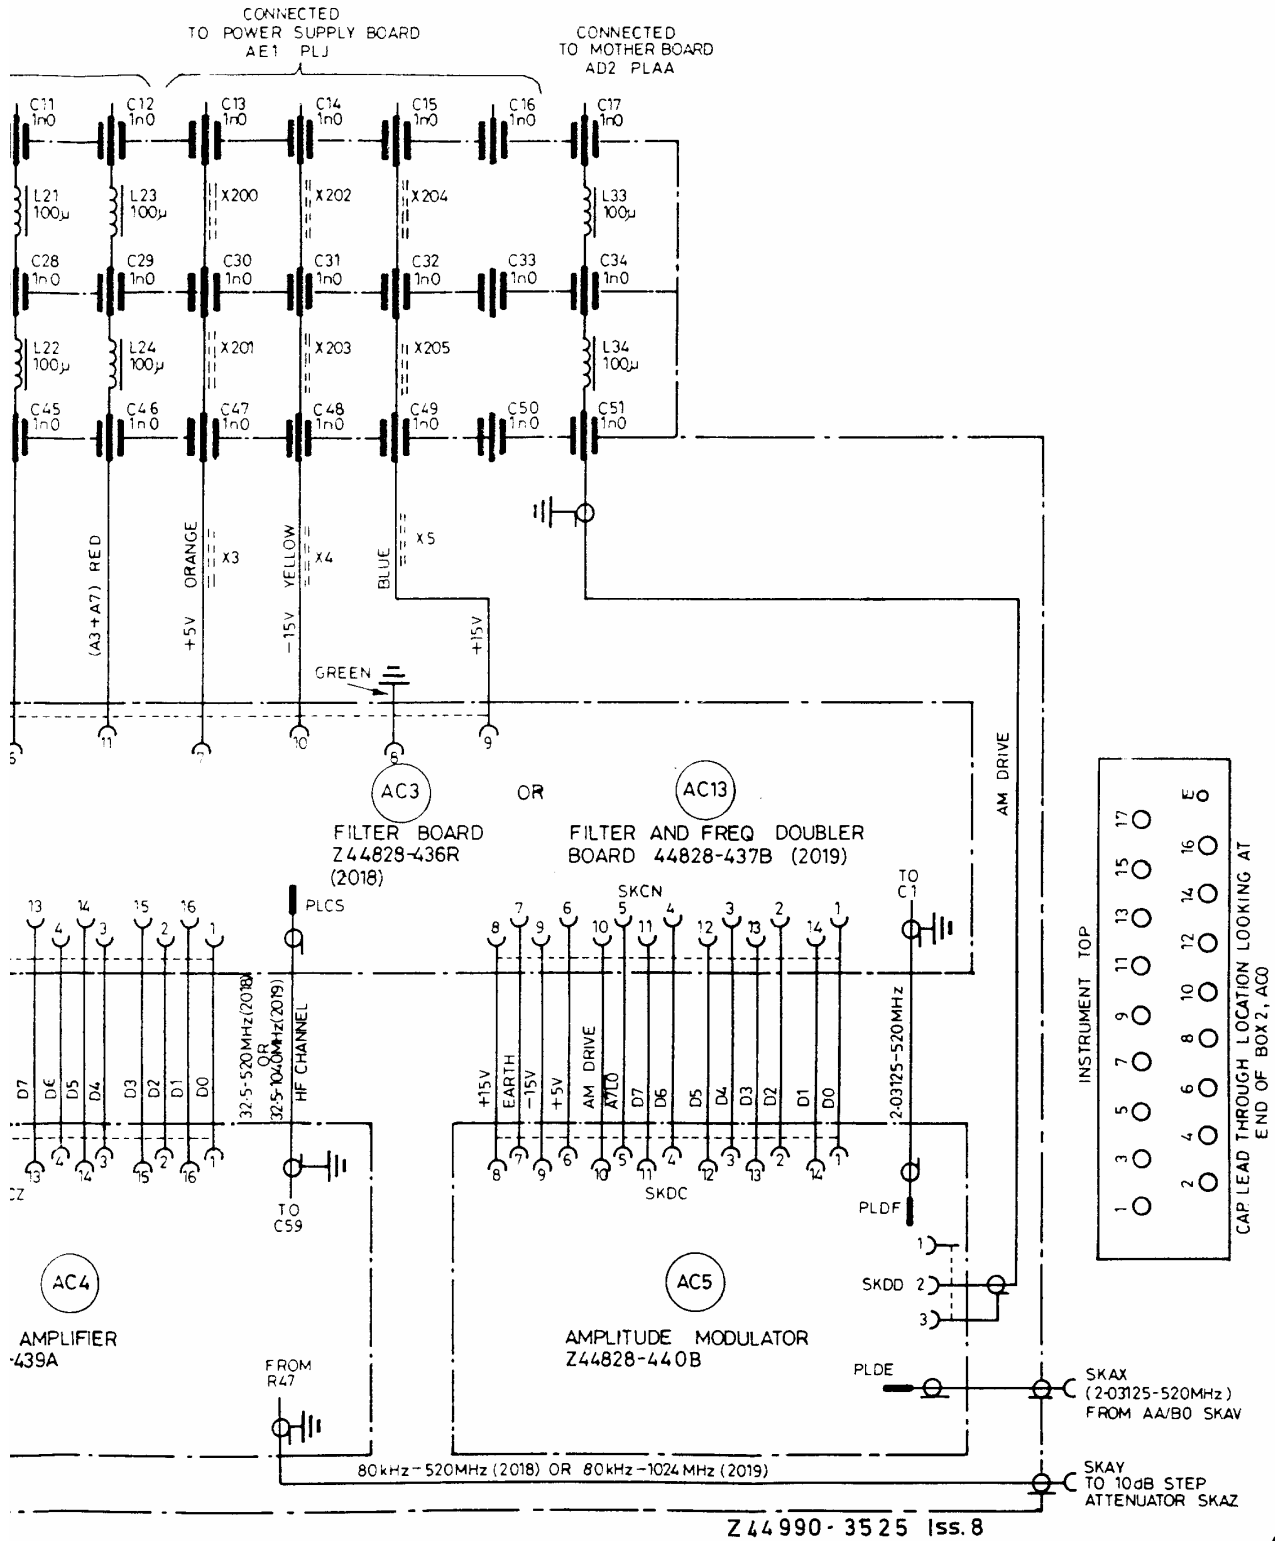 CONNECTED
TO POWER SUPPLY BOARD
AE1 PLJ
CONNECTED
TO MOTHER BOARD
AD2 PLAA
C11 C12 C13 C14 C15 C16 C17
1n0 1n0 1n0 1n0 1n0 1n0 1n0
L21 L23 X200 X202 X204 L33
100µ 100µ 100µ
C28 C29 C30 C31 C32 C33 C34
1n0 1n0 1n0 1n0 1n0 1n0 1n0
L22 L24 X201 X203 X205 L34
100µ 100µ 100µ
C45 C46 C47 C48 C49 C50 C51
1n0 1n0 1n0 1n0 1n0 1n0 1n0
(A3+A7) RED
+5V ORANGE
X3
-15V YELLOW
X4
BLUE
X5
+15V
GREEN
AM DRIVE
6 11 7 10 8 9
AC3
OR
AC13
FILTER BOARD
Z44828-436R
(2018)
FILTER AND FREQ DOUBLER
BOARD 44828-437B (2019)
TO
C1
SKCN
PLCS
13 4 14 3 15 2 16 1
8 7 9 6 10 5 11 4 12 3 13 2 14 1
D7 D6 D5 D4 D3 D2 D1 D0
32·5-520MHz(2018)
OR
32·5-1040MHz(2019)
HF CHANNEL
+15V
EARTH
-15V
+5V
AM DRIVE
A7L0
D7 D6 D5 D4 D3 D2 D1 D0
2·03125-520MHz
13 4 14 3 15 2 16 1
8 7 9 6 10 5 11 4 12 3 13 2 14 1
CZ
SKDC
TO
C59
PLDF
1
SKDD 2
3
AC4
AC5
AMPLIFIER
-439A
AMPLITUDE MODULATOR
Z44828-440B
FROM
R47
PLDE
SKAX
(2·03125-520MHz)
FROM AA/B0 SKAV
80kHz-520MHz (2018) OR 80kHz-1024MHz (2019)
SKAY
TO 10dB STEP
ATTENUATOR SKAZ
INSTRUMENT TOP
17 15 13 11 9 7 5 3 1
E 16 14 12 10 8 6 4 2
CAP. LEAD THROUGH LOCATION LOOKING AT
END OF BOX 2, AC0
Z44990-3525 Iss.8